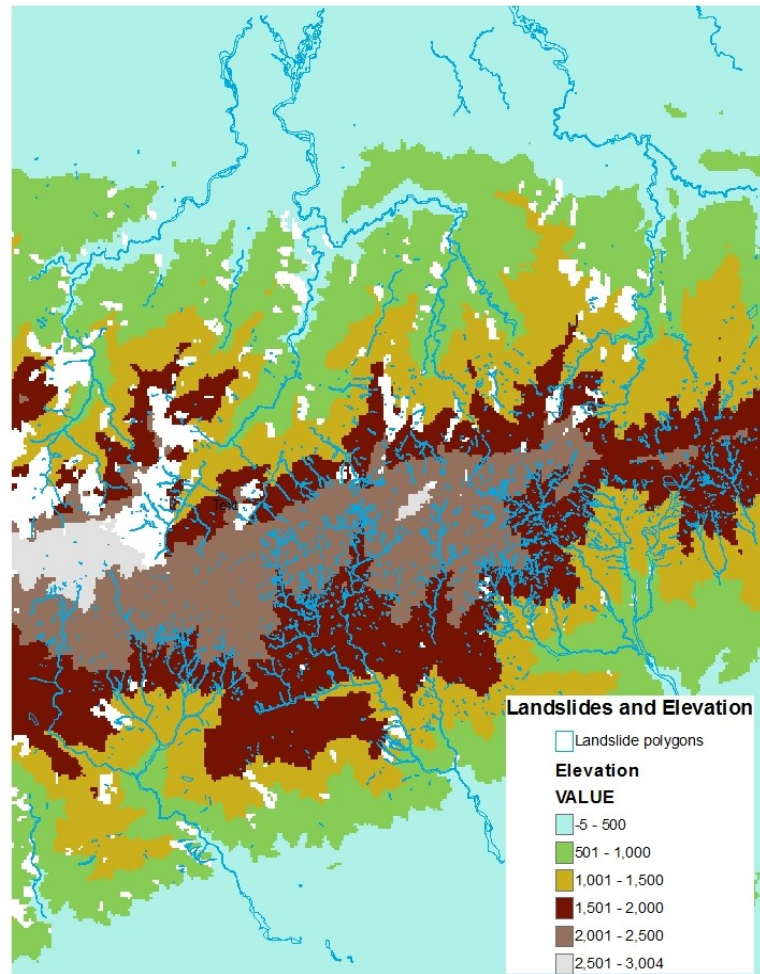 Text
Landslides and Elevation
Landslide polygons
Elevation
VALUE
-5 - 500
501 - 1,000
1,001 - 1,500
1,501 - 2,000
2,001 - 2,500
2,501 - 3,004